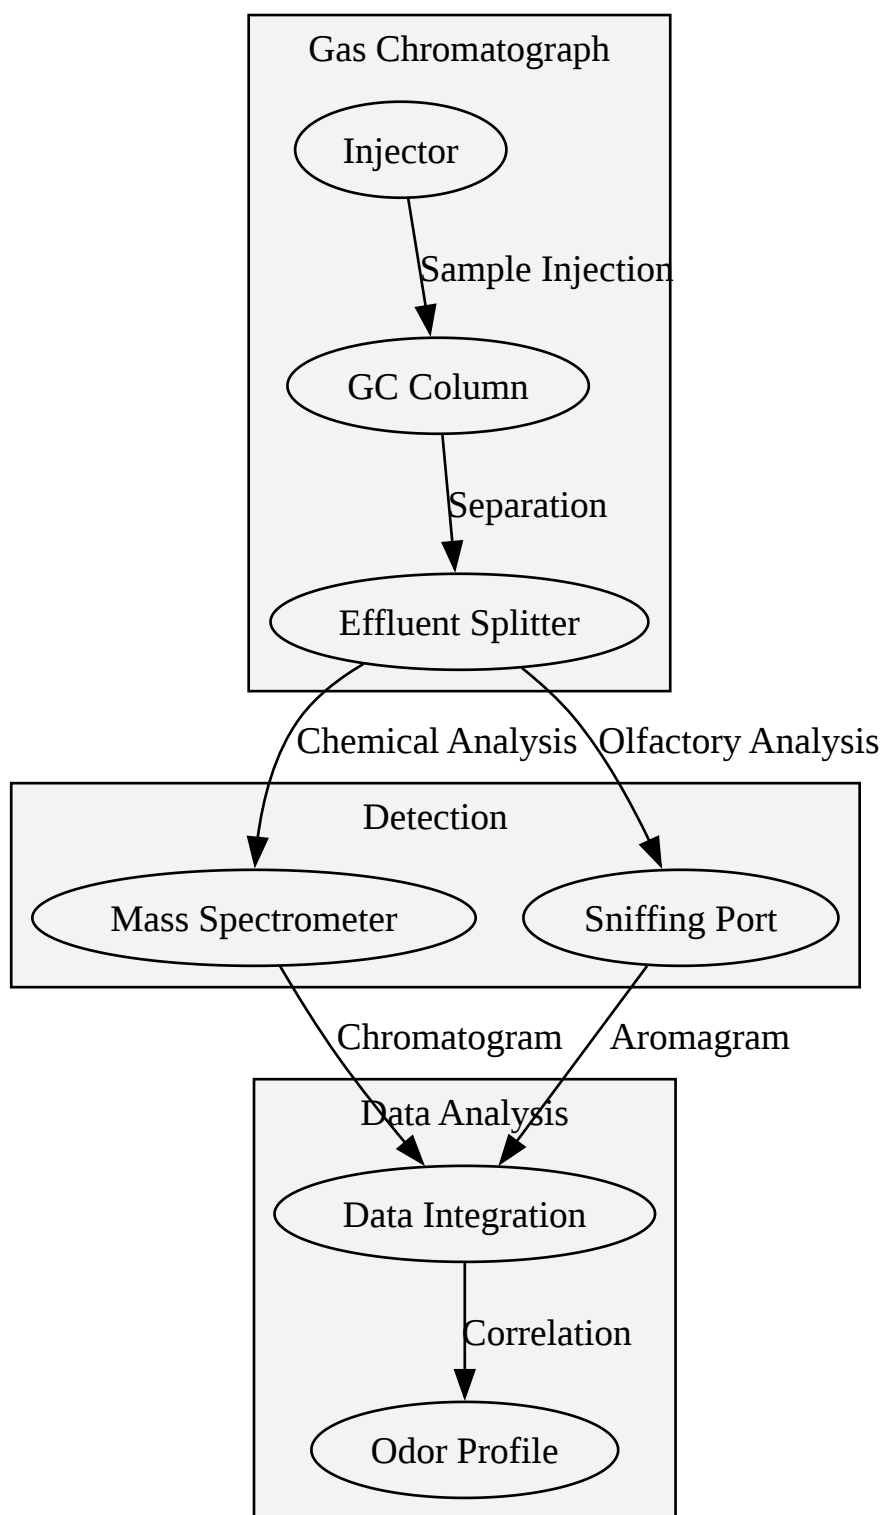 Gas Chromatograph
Injector
Sample Injection
GC Column
Separation
Effluent Splitter
Chemical Analysis
Olfactory Analysis
Detection
Mass Spectrometer
Sniffing Port
Chromatogram
Aromagram
Data Analysis
Data Integration
Correlation
Odor Profile